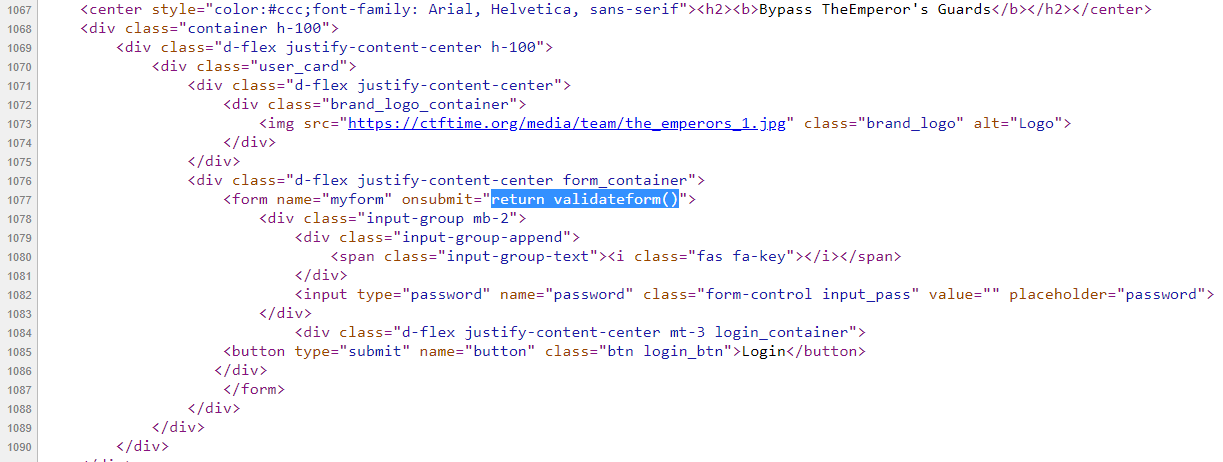 1067 <center style="color:#ccc;font-family: Arial, Helvetica, sans-serif"><h2><b>Bypass TheEmperor's Guards</b></h2></center>
1068 <div class="container h-100">
1069 <div class="d-flex justify-content-center h-100">
1070 <div class="user_card">
1071 <div class="d-flex justify-content-center">
1072 <div class="brand_logo_container">
1073 <img src="https://ctftime.org/media/team/the_emperors_1.jpg" class="brand_logo" alt="Logo">
1074 </div>
1075 </div>
1076 <div class="d-flex justify-content-center form_container">
1077 <form name="myform" onsubmit="return validateform()">
1078 <div class="input-group mb-2">
1079 <div class="input-group-append">
1080 <span class="input-group-text"><i class="fas fa-key"></i></span>
1081 </div>
1082 <input type="password" name="password" class="form-control input_pass" value="" placeholder="password">
1083 </div>
1084 <div class="d-flex justify-content-center mt-3 login_container">
1085 <button type="submit" name="button" class="btn login_btn">Login</button>
1086 </div>
1087 </form>
1088 </div>
1089 </div>
1090 </div>